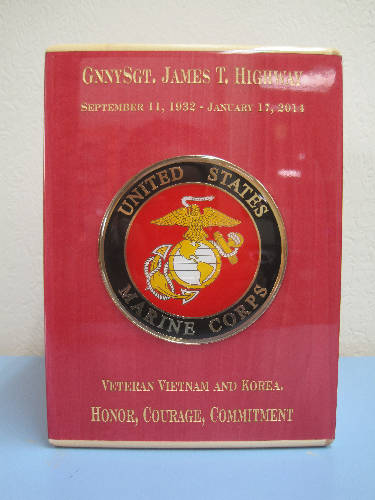 GNNYSGT. JAMES T. HIGHWAY
SEPTEMBER 11, 1932 - JANUARY 17, 2014
UNITED STATES
MARINE CORPS
VETERAN VIETNAM AND KOREA.
HONOR, COURAGE, COMMITMENT